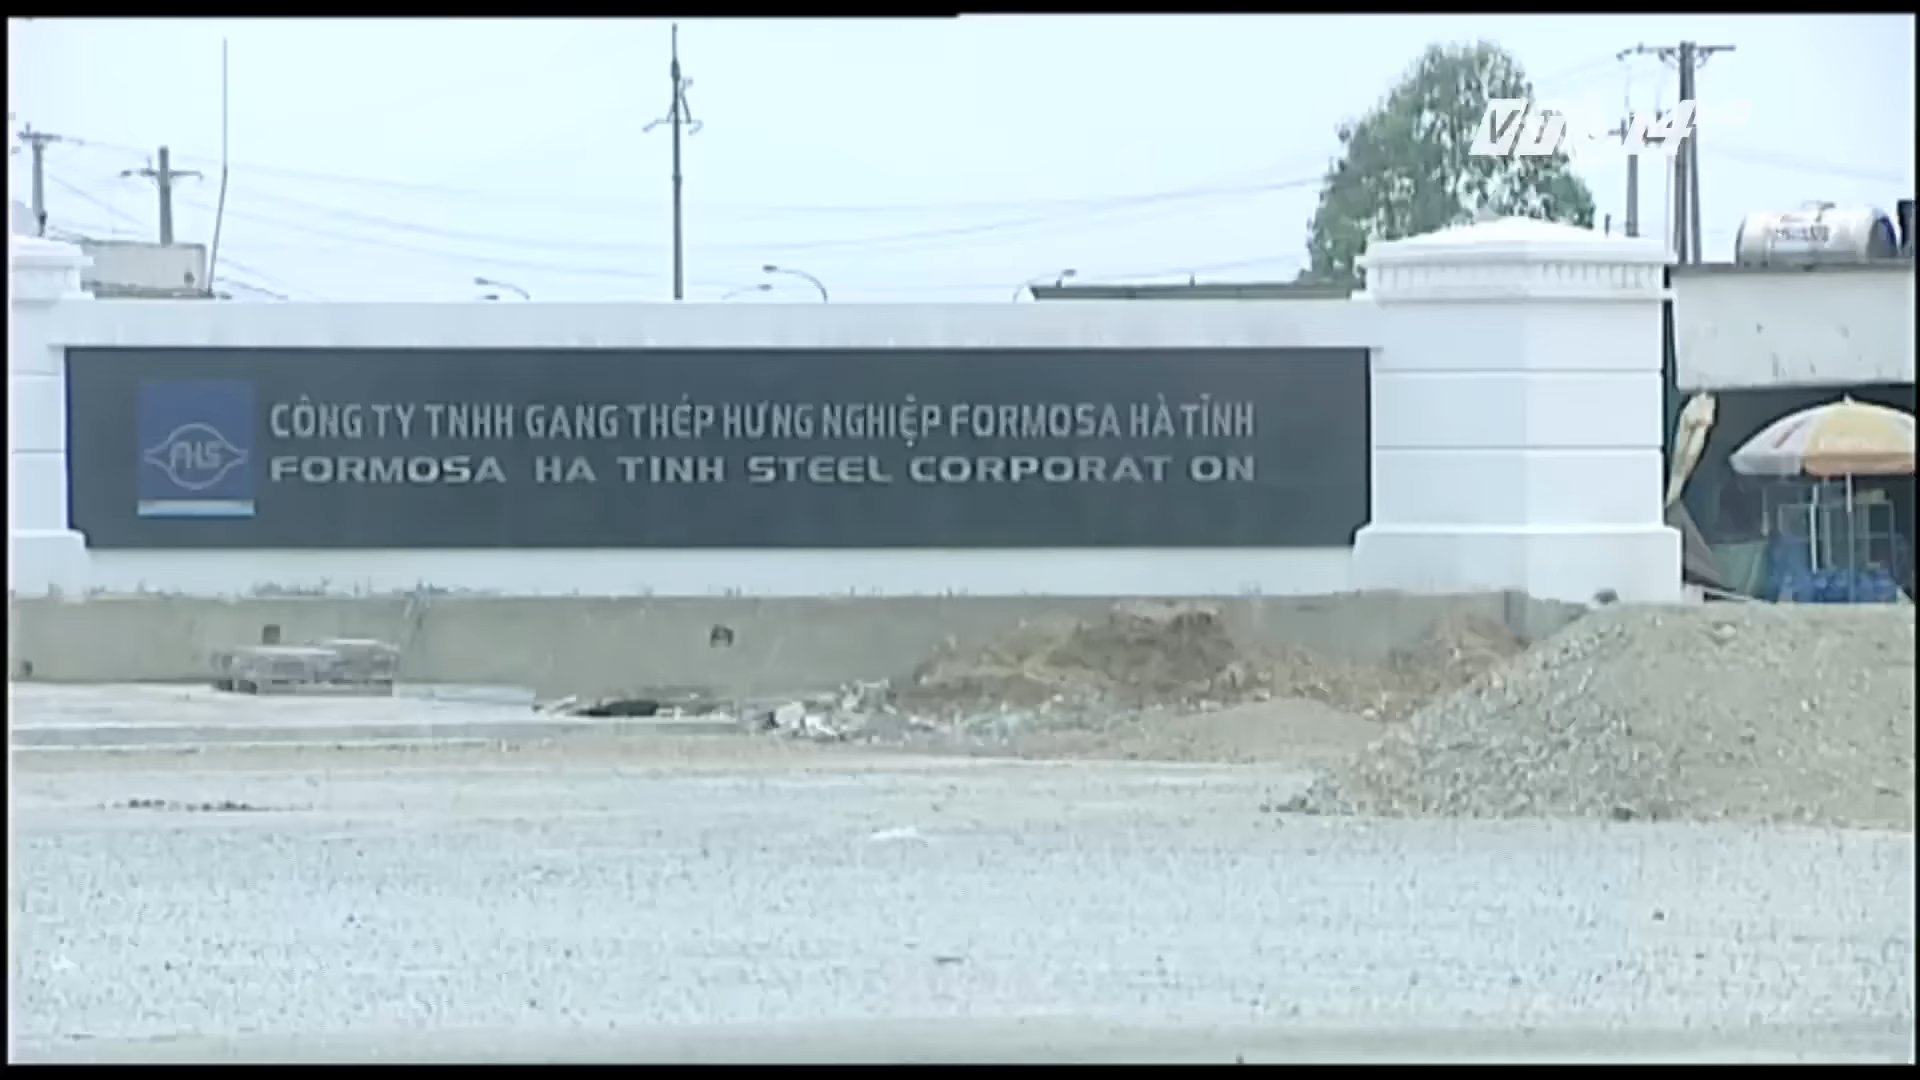 CÔNG TY TNHH GANG THÉP HƯNG NGHIỆP FORMOSA HÀ TĨNH
FORMOSA HA TINH STEEL CORPORAT ON